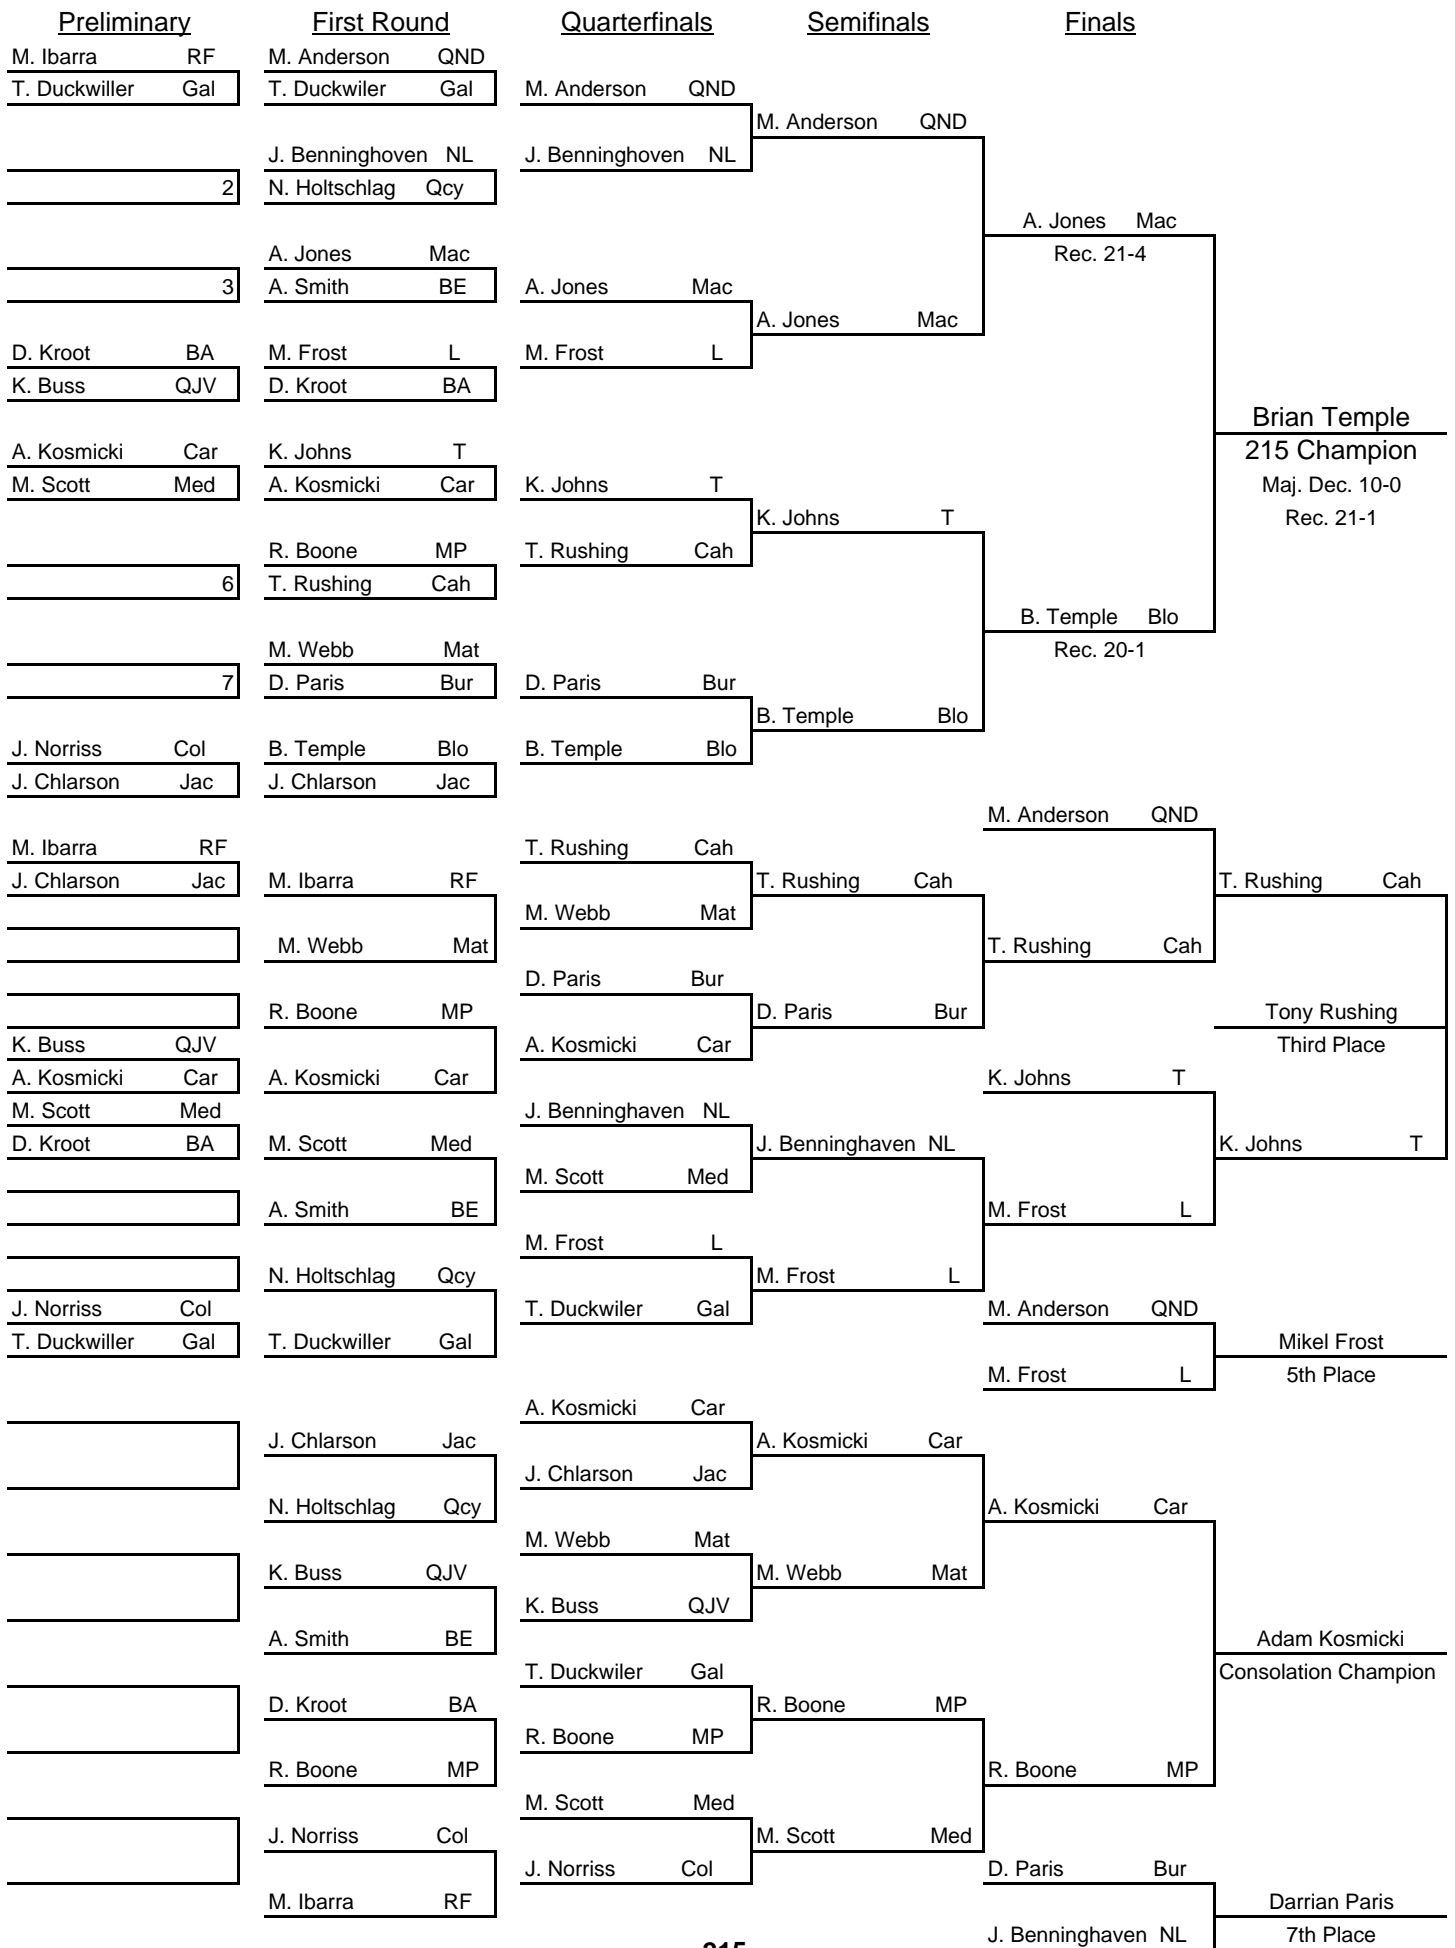 Preliminary First Round Quarterfinals Semifinals Finals
M. Ibarra RF M. Anderson QND
T. Duckwiller Gal T. Duckwiler Gal M. Anderson QND
M. Anderson QND
J. Benninghoven NL J. Benninghoven NL
2 N. Holtschlag Qcy
A. Jones Mac
A. Jones Mac Rec. 21-4
3 A. Smith BE A. Jones Mac
A. Jones Mac
D. Kroot BA M. Frost L M. Frost L
K. Buss QJV D. Kroot BA
Brian Temple
A. Kosmicki Car K. Johns T 215 Champion
M. Scott Med A. Kosmicki Car K. Johns T Maj. Dec. 10-0
K. Johns T Rec. 21-1
R. Boone MP T. Rushing Cah
6 T. Rushing Cah
B. Temple Blo
M. Webb Mat Rec. 20-1
7 D. Paris Bur D. Paris Bur
B. Temple Blo
J. Norriss Col B. Temple Blo B. Temple Blo
J. Chlarson Jac J. Chlarson Jac
M. Anderson QND
M. Ibarra RF T. Rushing Cah
J. Chlarson Jac M. Ibarra RF T. Rushing Cah T. Rushing Cah
M. Webb Mat
M. Webb Mat T. Rushing Cah
D. Paris Bur
R. Boone MP D. Paris Bur Tony Rushing
K. Buss QJV A. Kosmicki Car Third Place
A. Kosmicki Car A. Kosmicki Car K. Johns T
M. Scott Med J. Benninghaven NL
D. Kroot BA M. Scott Med J. Benninghaven NL K. Johns T
M. Scott Med
A. Smith BE M. Frost L
M. Frost L
N. Holtschlag Qcy M. Frost L
J. Norriss Col T. Duckwiler Gal M. Anderson QND
T. Duckwiller Gal T. Duckwiller Gal Mikel Frost
M. Frost L 5th Place
A. Kosmicki Car
J. Chlarson Jac A. Kosmicki Car
J. Chlarson Jac
N. Holtschlag Qcy A. Kosmicki Car
M. Webb Mat
K. Buss QJV M. Webb Mat
K. Buss QJV
A. Smith BE Adam Kosmicki
T. Duckwiler Gal Consolation Champion
D. Kroot BA R. Boone MP
R. Boone MP
R. Boone MP R. Boone MP
M. Scott Med
J. Norriss Col M. Scott Med
J. Norriss Col D. Paris Bur
M. Ibarra RF Darrian Paris
J. Benninghaven NL 7th Place
215